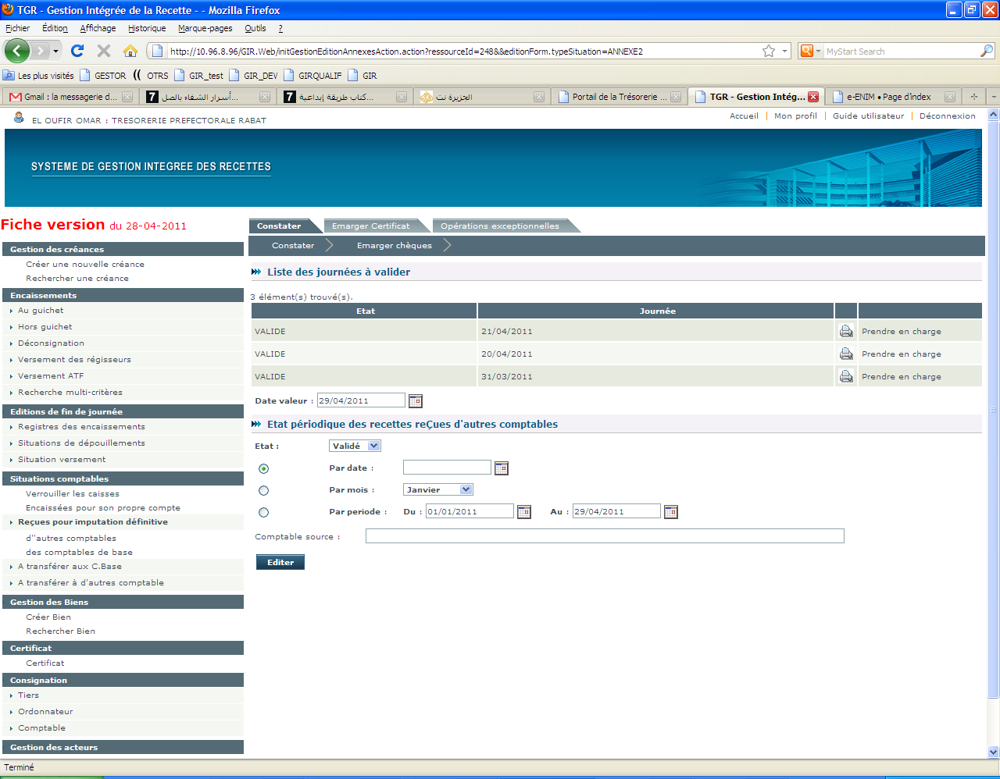 TGR - Gestion Intégrée de la Recette - - Mozilla Firefox
Fichier Édition Affichage Historique Marque-pages Outils ?
http://10.96.8.96/GIR.Web/initGestionEditionAnnexesAction.action?ressourceId=248&&editionForm.typeSituation=ANNEXE2
MyStart Search
Les plus visités GESTOR OTRS GIR_test GIR_DEV GIRQUALIF GIR
Gmail : la messagerie d... أسرار الشفاء بالصل... كتاب طريقة إبداعية... الجزيرة نت Portail de la Trésorerie ... TGR - Gestion Intég... e-ENIM • Page d'index
EL OUFIR OMAR : TRESORERIE PREFECTORALE RABAT
Accueil | Mon profil | Guide utilisateur | Déconnexion
SYSTEME DE GESTION INTEGREE DES RECETTES
Fiche version du 28-04-2011
Gestion des créances
Créer une nouvelle créance
Rechercher une créance
Encaissements
Au guichet
Hors guichet
Déconsignation
Versement des régisseurs
Versement ATF
Recherche multi-critères
Editions de fin de journée
Registres des encaissements
Situations de dépouillements
Situation versement
Situations comptables
Verrouiller les caisses
Encaissées pour son propre compte
Reçues pour imputation définitive
d''autres comptables
des comptables de base
A transférer aux C.Base
A transférer à d''autres comptable
Gestion des Biens
Créer Bien
Rechercher Bien
Certificat
Certificat
Consignation
Tiers
Ordonnateur
Comptable
Gestion des acteurs
Constater Emarger Certificat Opérations exceptionnelles
Constater Emarger chèques
Liste des journées à valider
3 élément(s) trouvé(s).
Etat Journée
VALIDE 21/04/2011 Prendre en charge
VALIDE 20/04/2011 Prendre en charge
VALIDE 31/03/2011 Prendre en charge
Date valeur : 29/04/2011
Etat périodique des recettes reÇues d'autres comptables
Etat : Validé
Par date :
Par mois : Janvier
Par periode : Du : 01/01/2011 Au : 29/04/2011
Comptable source :
Editer
Terminé